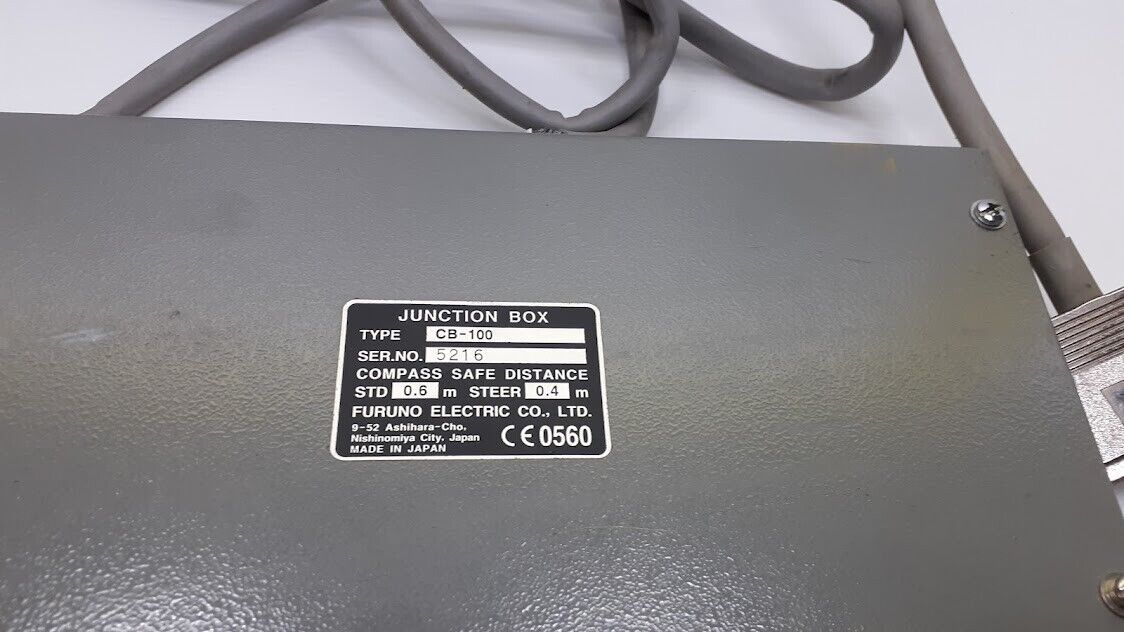 JUNCTION BOX
TYPE CB-100
SER.NO. 5216
COMPASS SAFE DISTANCE
STD 0.6 m STEER 0.4 m
FURUNO ELECTRIC CO., LTD.
9-52 Ashihara-Cho,
Nishinomiya City, Japan
MADE IN JAPAN
CE 0560